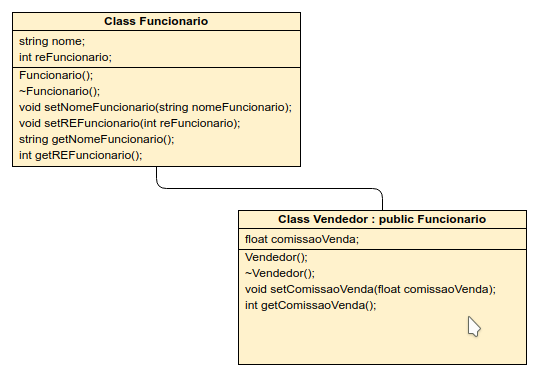 Class Funcionario
string nome;
int reFuncionario;
Funcionario();
~Funcionario();
void setNomeFuncionario(string nomeFuncionario);
void setREFuncionario(int reFuncionario);
string getNomeFuncionario();
int getREFuncionario();
Class Vendedor : public Funcionario
float comissaoVenda;
Vendedor();
~Vendedor();
void setComissaoVenda(float comissaoVenda);
int getComissaoVenda();